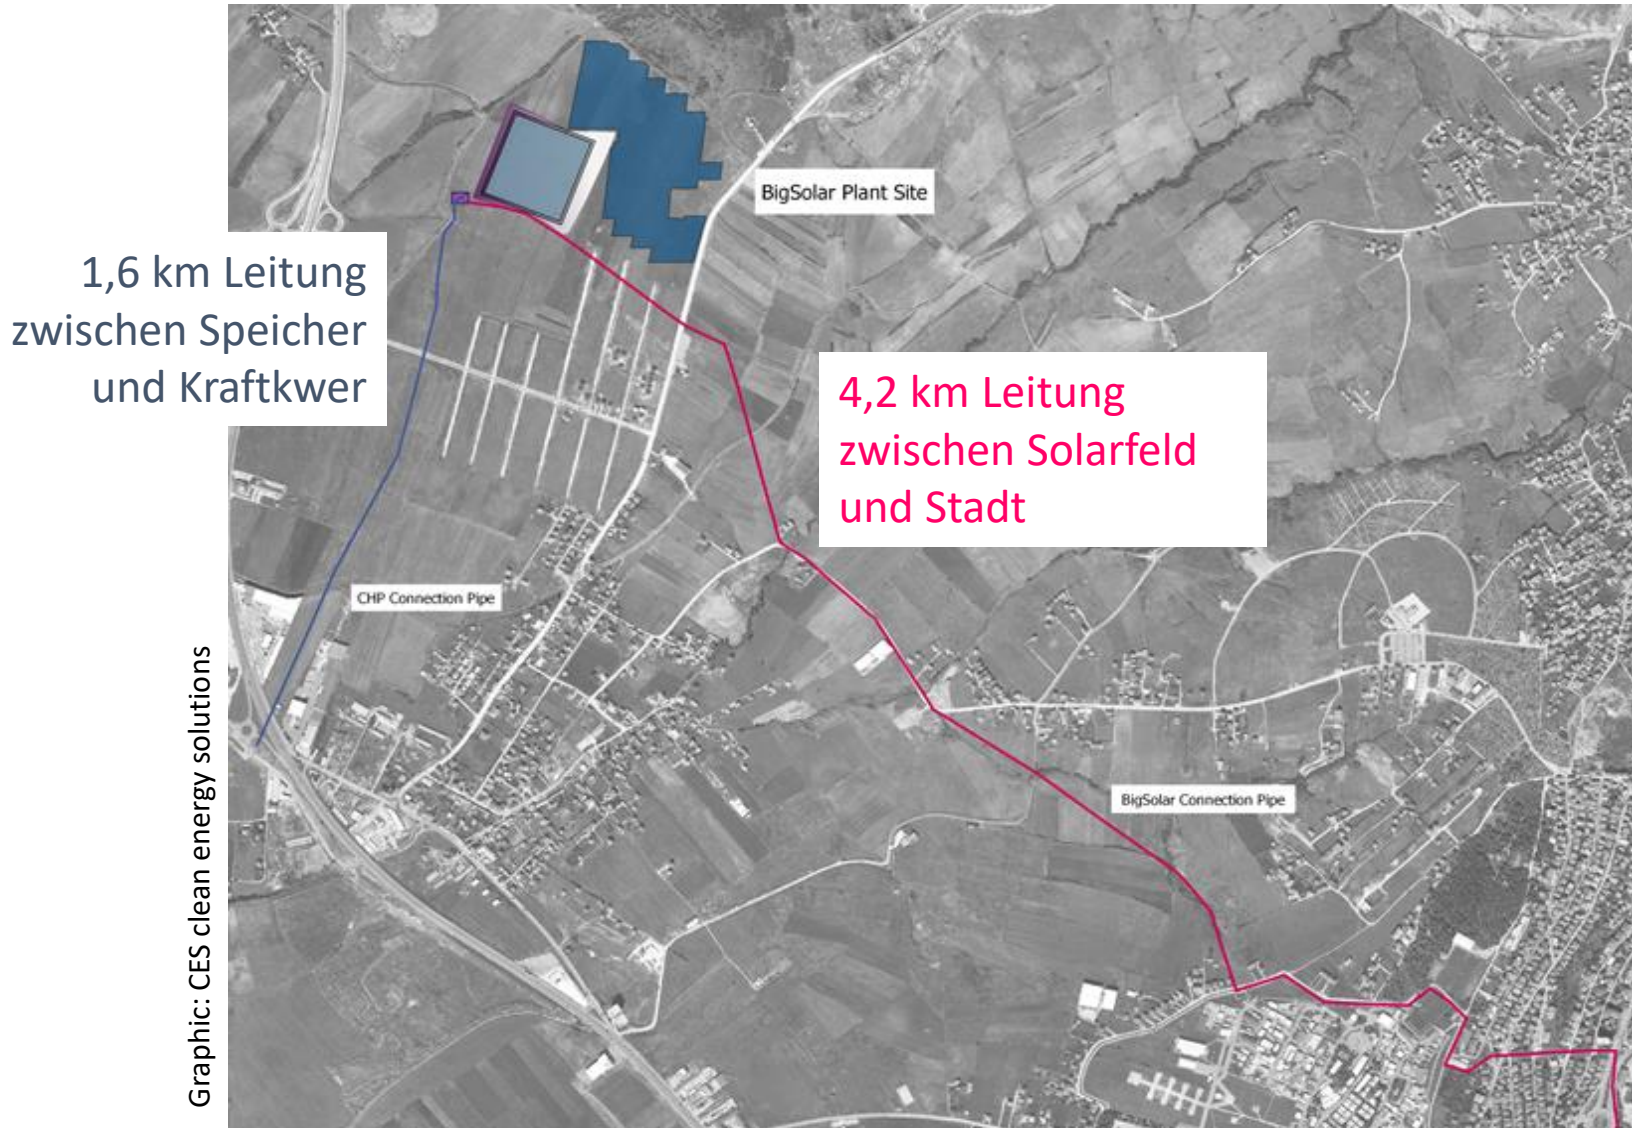 BigSolar Plant Site
1,6 km Leitung
zwischen Speicher
und Kraftkwer
4,2 km Leitung
zwischen Solarfeld
und Stadt
CHP Connection Pipe
BigSolar Connection Pipe
Graphic: CES clean energy solutions